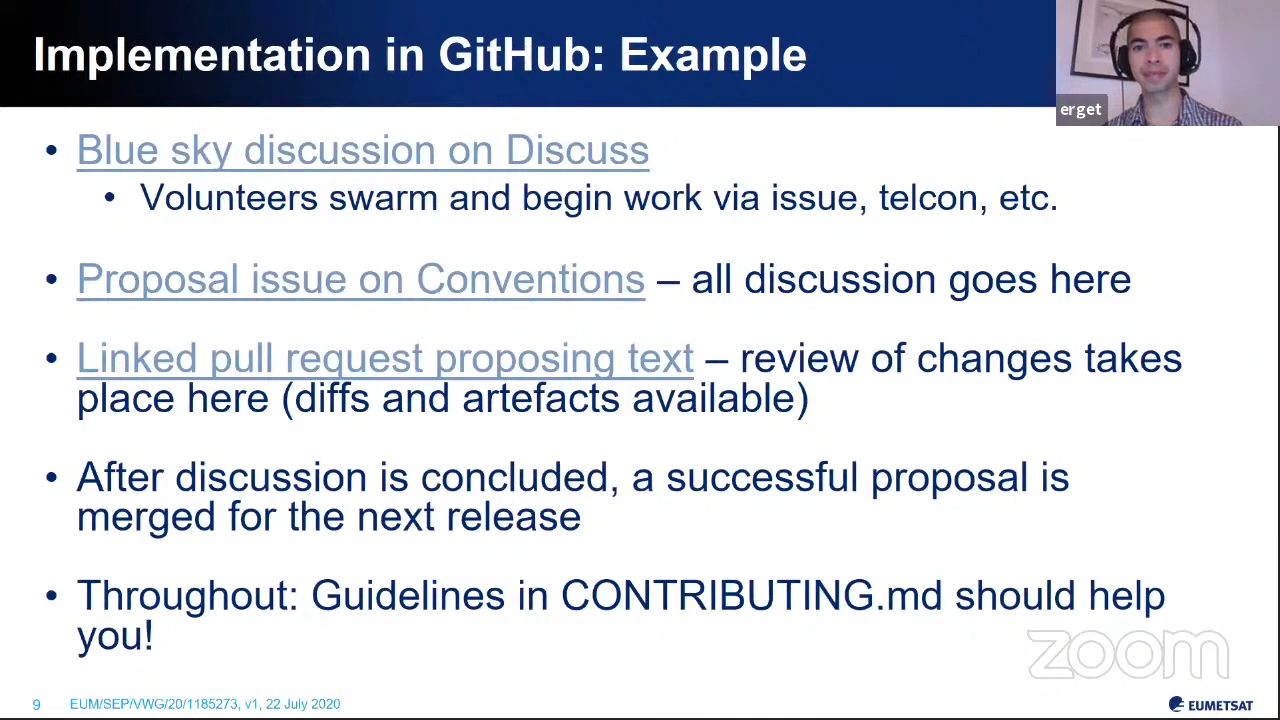 Implementation in GitHub: Example
erget
• Blue sky discussion on Discuss
• Volunteers swarm and begin work via issue, telcon, etc.
• Proposal issue on Conventions – all discussion goes here
• Linked pull request proposing text – review of changes takes
place here (diffs and artefacts available)
• After discussion is concluded, a successful proposal is
merged for the next release
• Throughout: Guidelines in CONTRIBUTING.md should help
you!
zoom
9 EUM/SEP/VWG/20/1185273, v1, 22 July 2020
EUMETSAT